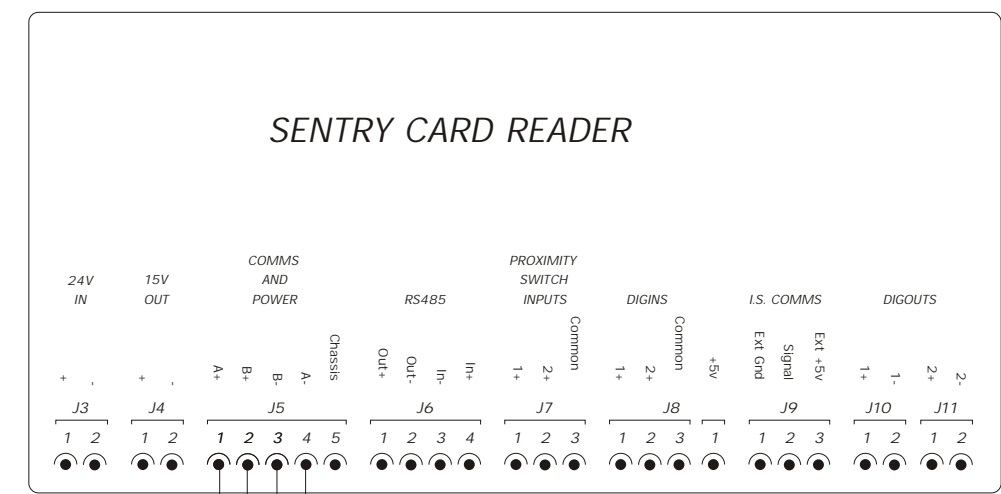 SENTRY CARD READER
24V
IN
15V
OUT
COMMS
AND
POWER
RS485
PROXIMITY
SWITCH
INPUTS
DIGINS
I.S. COMMS
DIGOUTS
+ -
+ -
A+ B+ B- A- Chassis
Out+ Out- In- In+
1+ 2+ Common
1+ 2+ Common
+5v
Ext Gnd Signal Ext +5v
1+ 1-
2+ 2-
J3 J4 J5 J6 J7 J8 J9 J10 J11
1 2 1 2 1 2 3 4 5 1 2 3 4 1 2 3 1 2 3 1 1 2 3 1 2 1 2